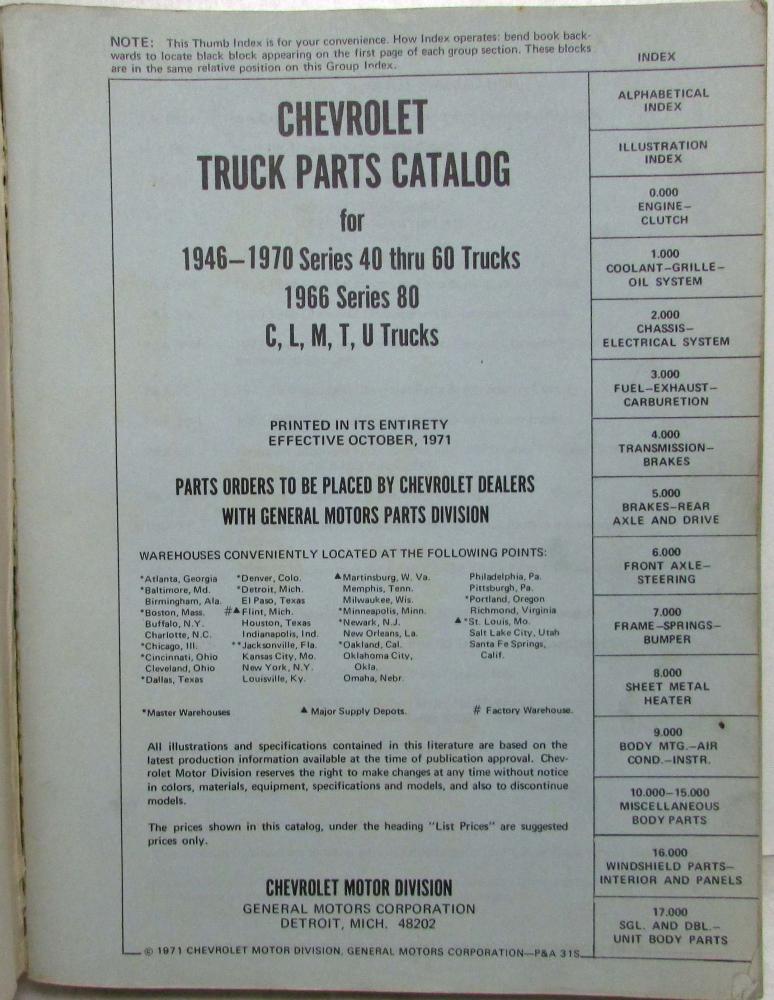 NOTE: This Thumb Index is for your convenience. How Index operates: bend book back-
wards to locate black block appearing on the first page of each group section. These blocks
are in the same relative position on this Group Index.
CHEVROLET
TRUCK PARTS CATALOG
for
1946–1970 Series 40 thru 60 Trucks
1966 Series 80
C, L, M, T, U Trucks
PRINTED IN ITS ENTIRETY
EFFECTIVE OCTOBER, 1971
PARTS ORDERS TO BE PLACED BY CHEVROLET DEALERS
WITH GENERAL MOTORS PARTS DIVISION
WAREHOUSES CONVENIENTLY LOCATED AT THE FOLLOWING POINTS:
*Atlanta, Georgia
*Baltimore, Md.
Birmingham, Ala.
*Boston, Mass.
Buffalo, N.Y.
Charlotte, N.C.
*Chicago, Ill.
*Cincinnati, Ohio
Cleveland, Ohio
*Dallas, Texas
*Denver, Colo.
*Detroit, Mich.
El Paso, Texas
#▲Flint, Mich.
Houston, Texas
Indianapolis, Ind.
**Jacksonville, Fla.
Kansas City, Mo.
New York, N.Y.
Louisville, Ky.
▲Martinsburg, W. Va.
Memphis, Tenn.
Milwaukee, Wis.
*Minneapolis, Minn.
*Newark, N.J.
New Orleans, La.
*Oakland, Cal.
Oklahoma City,
Okla.
Omaha, Nebr.
Philadelphia, Pa.
Pittsburgh, Pa.
*Portland, Oregon
Richmond, Virginia
▲*St. Louis, Mo.
Salt Lake City, Utah
Santa Fe Springs,
Calif.
*Master Warehouses ▲ Major Supply Depots. # Factory Warehouse.
All illustrations and specifications contained in this literature are based on the
latest production information available at the time of publication approval. Chev-
rolet Motor Division reserves the right to make changes at any time without notice
in colors, materials, equipment, specifications and models, and also to discontinue
models.
The prices shown in this catalog, under the heading "List Prices" are suggested
prices only.
CHEVROLET MOTOR DIVISION
GENERAL MOTORS CORPORATION
DETROIT, MICH. 48202
© 1971 CHEVROLET MOTOR DIVISION, GENERAL MOTORS CORPORATION—P&A 31S
INDEX
ALPHABETICAL
INDEX
ILLUSTRATION
INDEX
0.000
ENGINE–
CLUTCH
1.000
COOLANT–GRILLE–
OIL SYSTEM
2.000
CHASSIS–
ELECTRICAL SYSTEM
3.000
FUEL–EXHAUST–
CARBURETION
4.000
TRANSMISSION–
BRAKES
5.000
BRAKES–REAR
AXLE AND DRIVE
6.000
FRONT AXLE–
STEERING
7.000
FRAME–SPRINGS–
BUMPER
8.000
SHEET METAL
HEATER
9.000
BODY MTG.–AIR
COND.–INSTR.
10.000–15.000
MISCELLANEOUS
BODY PARTS
16.000
WINDSHIELD PARTS–
INTERIOR AND PANELS
17.000
SGL. AND DBL.–
UNIT BODY PARTS